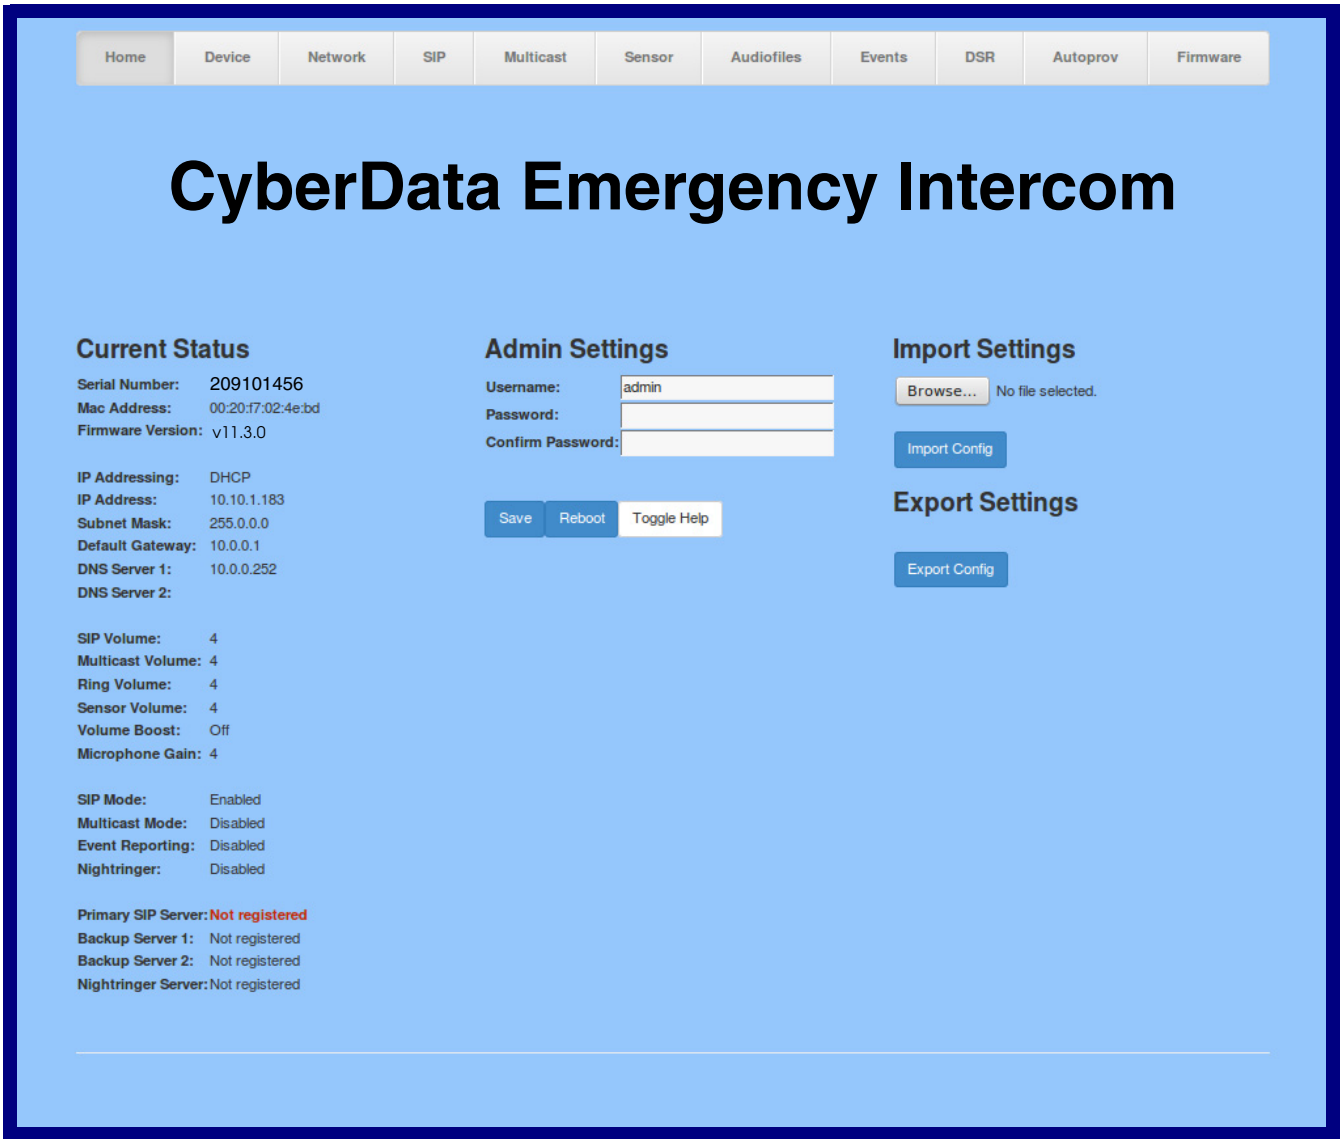 Home Device Network SIP Multicast Sensor Audiofiles Events DSR Autoprov Firmware
CyberData Emergency Intercom
Current Status
Serial Number: 209101456
Mac Address: 00:20:f7:02:4e:bd
Firmware Version: v11.3.0
IP Addressing: DHCP
IP Address: 10.10.1.183
Subnet Mask: 255.0.0.0
Default Gateway: 10.0.0.1
DNS Server 1: 10.0.0.252
DNS Server 2:
SIP Volume: 4
Multicast Volume: 4
Ring Volume: 4
Sensor Volume: 4
Volume Boost: Off
Microphone Gain: 4
SIP Mode: Enabled
Multicast Mode: Disabled
Event Reporting: Disabled
Nightringer: Disabled
Primary SIP Server: Not registered
Backup Server 1: Not registered
Backup Server 2: Not registered
Nightringer Server: Not registered
Admin Settings
Username: admin
Password:
Confirm Password:
Save Reboot Toggle Help
Import Settings
Browse... No file selected.
Import Config
Export Settings
Export Config